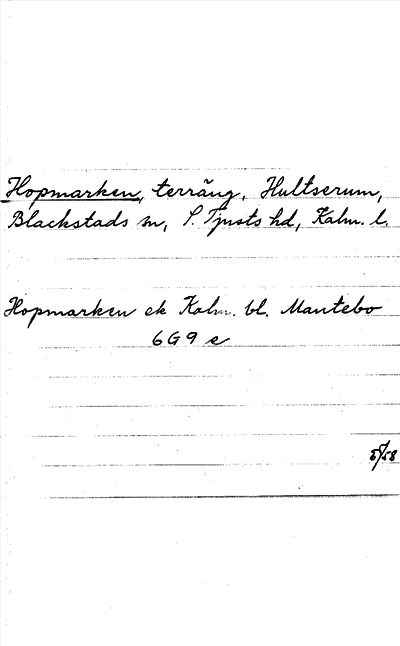 Hopmarken, terräng, Hultserum,
Blackstads sn, S. Tjusts hd, Kalm. l.
Hopmarken ek Kalm. bl. Mantebo
6G9 e
5/58